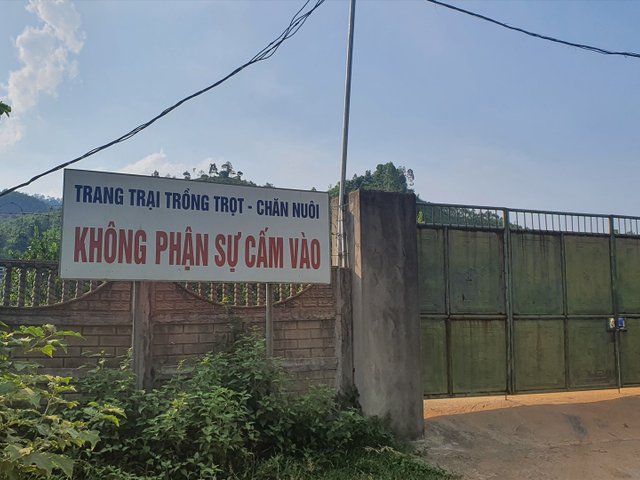 TRANG TRẠI TRỒNG TRỌT - CHĂN NUÔI
KHÔNG PHẬN SỰ CẤM VÀO